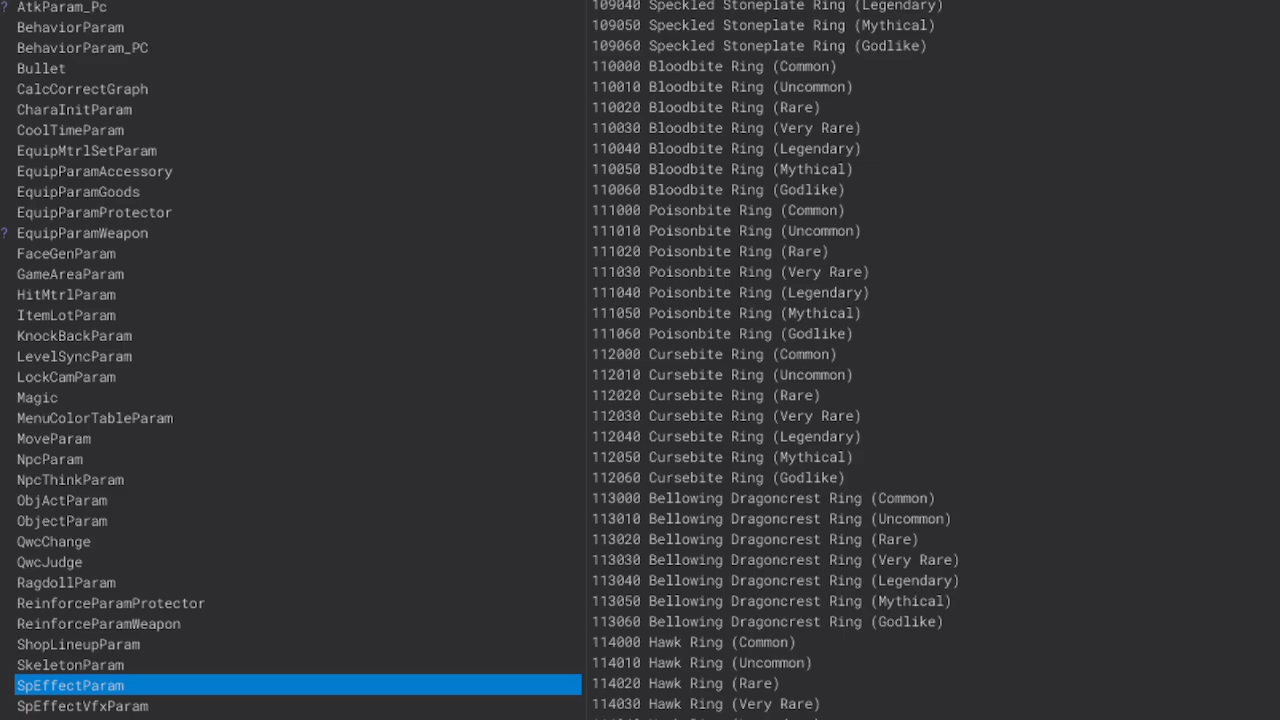 ? AtkParam_Pc
BehaviorParam
BehaviorParam_PC
Bullet
CalcCorrectGraph
CharaInitParam
CoolTimeParam
EquipMtrlSetParam
EquipParamAccessory
EquipParamGoods
EquipParamProtector
? EquipParamWeapon
FaceGenParam
GameAreaParam
HitMtrlParam
ItemLotParam
KnockBackParam
LevelSyncParam
LockCamParam
Magic
MenuColorTableParam
MoveParam
NpcParam
NpcThinkParam
ObjActParam
ObjectParam
QwcChange
QwcJudge
RagdollParam
ReinforceParamProtector
ReinforceParamWeapon
ShopLineupParam
SkeletonParam
SpEffectParam
SpEffectVfxParam
109040 Speckled Stoneplate Ring (Legendary)
109050 Speckled Stoneplate Ring (Mythical)
109060 Speckled Stoneplate Ring (Godlike)
110000 Bloodbite Ring (Common)
110010 Bloodbite Ring (Uncommon)
110020 Bloodbite Ring (Rare)
110030 Bloodbite Ring (Very Rare)
110040 Bloodbite Ring (Legendary)
110050 Bloodbite Ring (Mythical)
110060 Bloodbite Ring (Godlike)
111000 Poisonbite Ring (Common)
111010 Poisonbite Ring (Uncommon)
111020 Poisonbite Ring (Rare)
111030 Poisonbite Ring (Very Rare)
111040 Poisonbite Ring (Legendary)
111050 Poisonbite Ring (Mythical)
111060 Poisonbite Ring (Godlike)
112000 Cursebite Ring (Common)
112010 Cursebite Ring (Uncommon)
112020 Cursebite Ring (Rare)
112030 Cursebite Ring (Very Rare)
112040 Cursebite Ring (Legendary)
112050 Cursebite Ring (Mythical)
112060 Cursebite Ring (Godlike)
113000 Bellowing Dragoncrest Ring (Common)
113010 Bellowing Dragoncrest Ring (Uncommon)
113020 Bellowing Dragoncrest Ring (Rare)
113030 Bellowing Dragoncrest Ring (Very Rare)
113040 Bellowing Dragoncrest Ring (Legendary)
113050 Bellowing Dragoncrest Ring (Mythical)
113060 Bellowing Dragoncrest Ring (Godlike)
114000 Hawk Ring (Common)
114010 Hawk Ring (Uncommon)
114020 Hawk Ring (Rare)
114030 Hawk Ring (Very Rare)